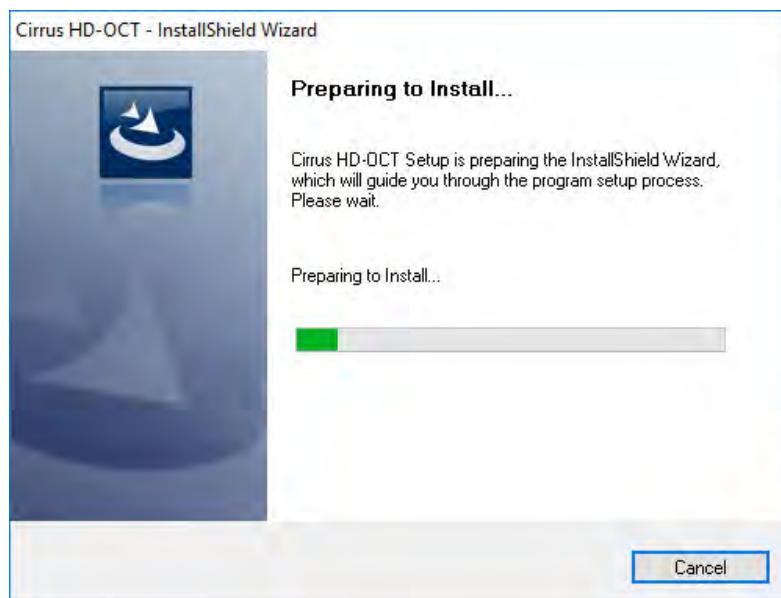 Cirrus HD-OCT - InstallShield Wizard
Preparing to Install...
Cirrus HD-OCT Setup is preparing the InstallShield Wizard,
which will guide you through the program setup process.
Please wait.
Preparing to Install...
Cancel